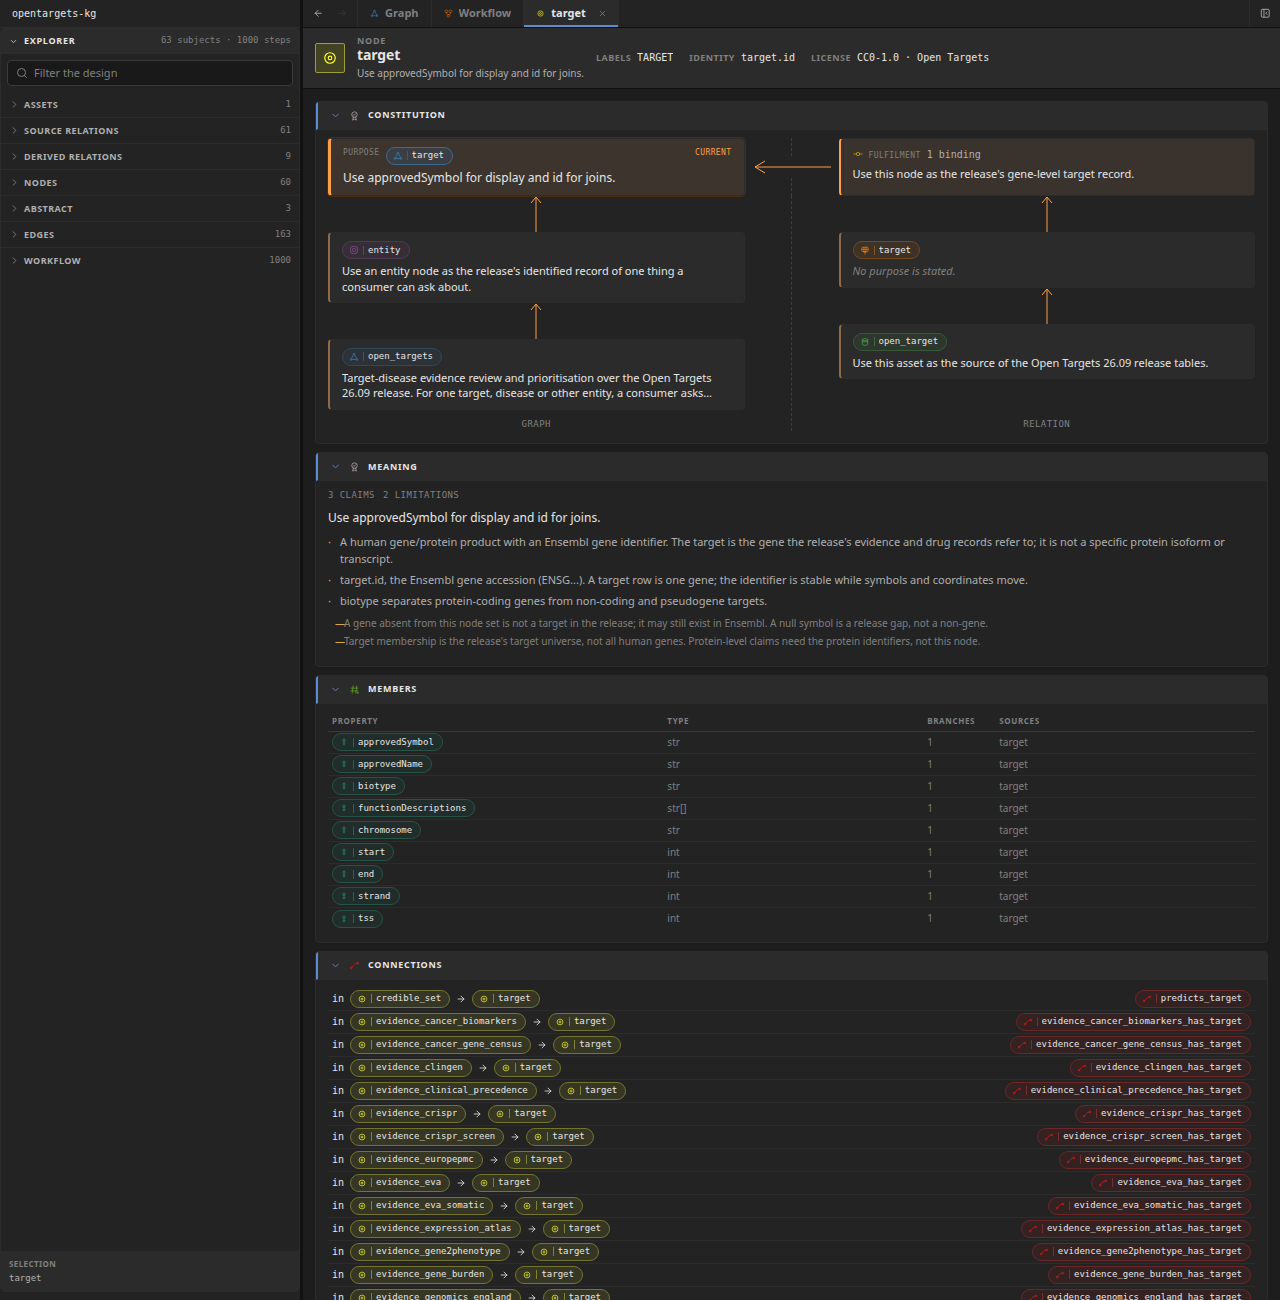 opentargets-kg
EXPLORER 63 subjects · 1000 steps
Filter the design
ASSETS 1
SOURCE RELATIONS 61
DERIVED RELATIONS 9
NODES 60
ABSTRACT 3
EDGES 163
WORKFLOW 1000
SELECTION
target
Graph Workflow target
NODE
target
Use approvedSymbol for display and id for joins.
LABELS TARGET IDENTITY target.id LICENSE CC0-1.0 · Open Targets
CONSTITUTION
PURPOSE target CURRENT
Use approvedSymbol for display and id for joins.
FULFILMENT 1 binding
Use this node as the release's gene-level target record.
entity
Use an entity node as the release's identified record of one thing a
consumer can ask about.
target
No purpose is stated.
open_targets
Target-disease evidence review and prioritisation over the Open Targets
26.09 release. For one target, disease or other entity, a consumer asks...
open_target
Use this asset as the source of the Open Targets 26.09 release tables.
GRAPH RELATION
MEANING
3 CLAIMS 2 LIMITATIONS
Use approvedSymbol for display and id for joins.
· A human gene/protein product with an Ensembl gene identifier. The target is the gene the release's evidence and drug records refer to; it is not a specific protein isoform or
transcript.
· target.id, the Ensembl gene accession (ENSG...). A target row is one gene; the identifier is stable while symbols and coordinates move.
· biotype separates protein-coding genes from non-coding and pseudogene targets.
—A gene absent from this node set is not a target in the release; it may still exist in Ensembl. A null symbol is a release gap, not a non-gene.
—Target membership is the release's target universe, not all human genes. Protein-level claims need the protein identifiers, not this node.
MEMBERS
PROPERTY TYPE BRANCHES SOURCES
approvedSymbol str 1 target
approvedName str 1 target
biotype str 1 target
functionDescriptions str[] 1 target
chromosome str 1 target
start int 1 target
end int 1 target
strand int 1 target
tss int 1 target
CONNECTIONS
in credible_set → target predicts_target
in evidence_cancer_biomarkers → target evidence_cancer_biomarkers_has_target
in evidence_cancer_gene_census → target evidence_cancer_gene_census_has_target
in evidence_clingen → target evidence_clingen_has_target
in evidence_clinical_precedence → target evidence_clinical_precedence_has_target
in evidence_crispr → target evidence_crispr_has_target
in evidence_crispr_screen → target evidence_crispr_screen_has_target
in evidence_europepmc → target evidence_europepmc_has_target
in evidence_eva → target evidence_eva_has_target
in evidence_eva_somatic → target evidence_eva_somatic_has_target
in evidence_expression_atlas → target evidence_expression_atlas_has_target
in evidence_gene2phenotype → target evidence_gene2phenotype_has_target
in evidence_gene_burden → target evidence_gene_burden_has_target
in evidence_genomics_england → target evidence_genomics_england_has_target